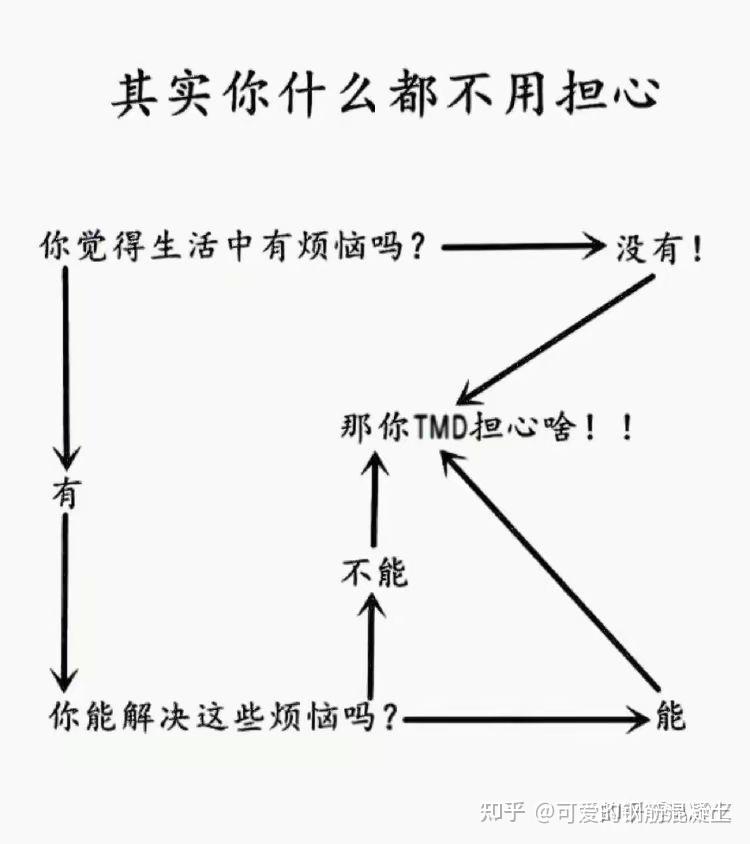 其实你什么都不用担心
你觉得生活中有烦恼吗?
没有!
那你TMD担心啥!!
有
不能
你能解决这些烦恼吗?
能
知乎 @可爱的钢筋混凝土